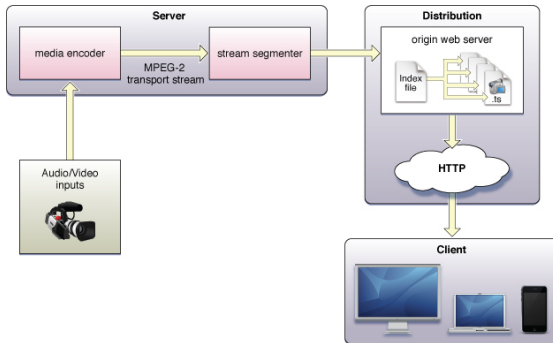 Server
media encoder
MPEG-2
transport stream
stream segmenter
Audio/Video
inputs
Distribution
origin web server
Index
file
.ts
HTTP
Client